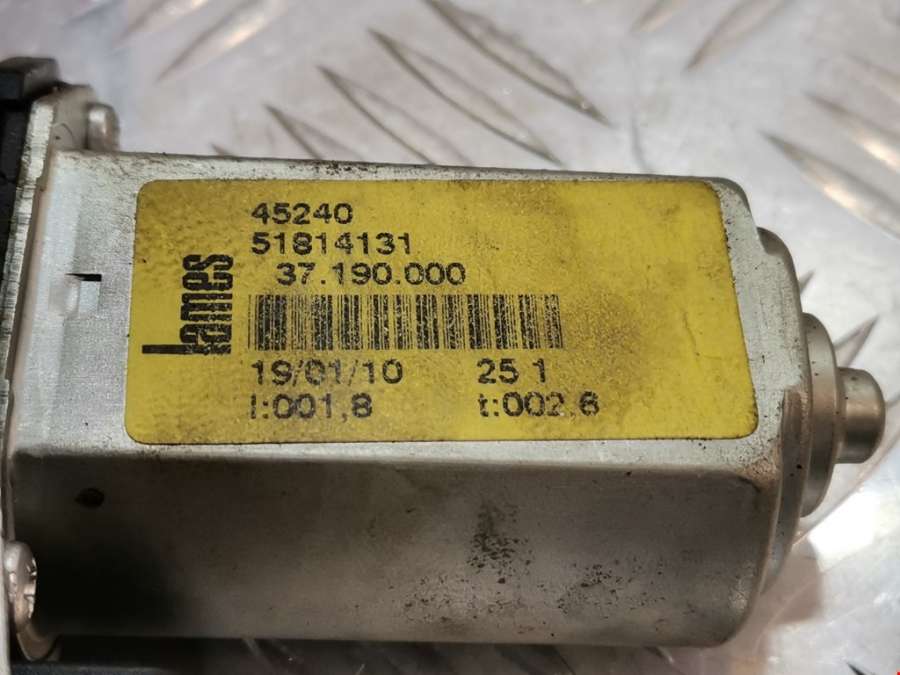 45240
51814131
37.190.000
lames
19/01/10 25 1
I:001,8 t:002,6